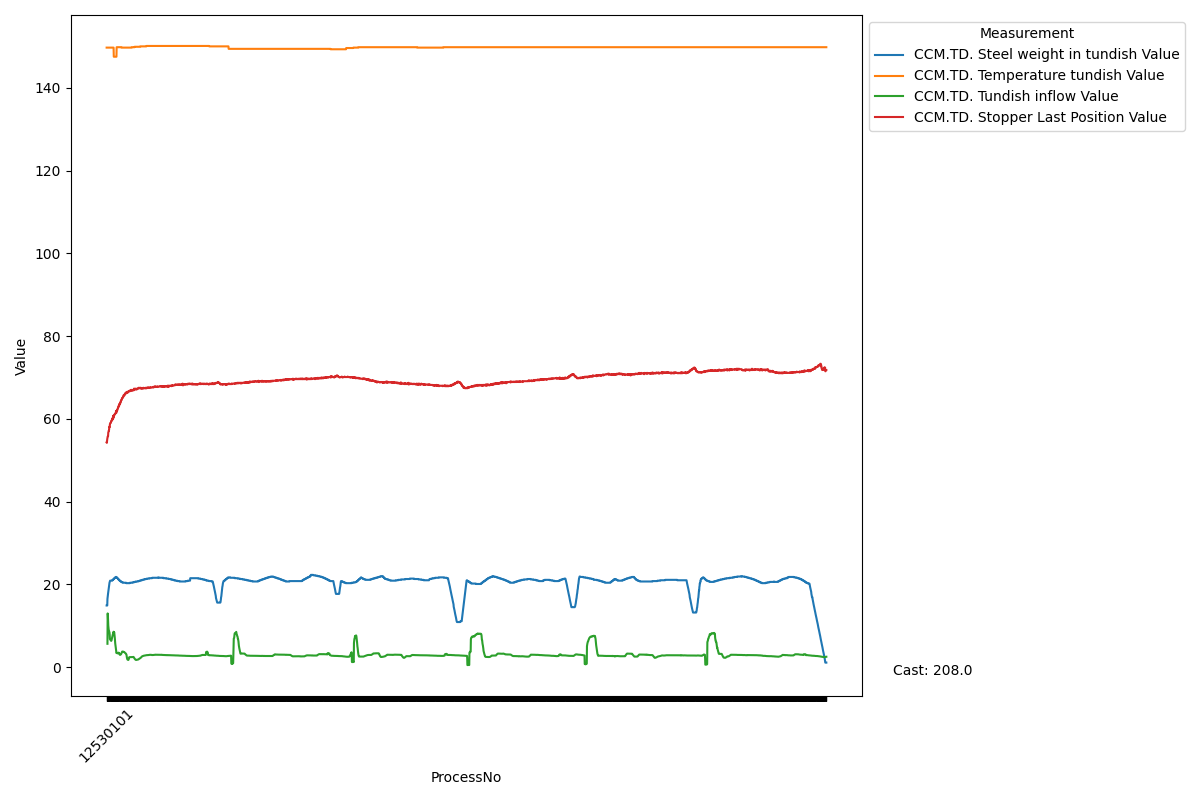 Measurement
CCM.TD. Steel weight in tundish Value
CCM.TD. Temperature tundish Value
CCM.TD. Tundish inflow Value
CCM.TD. Stopper Last Position Value
140
120
100
80
60
40
20
0
Value
Cast: 208.0
12530101
ProcessNo